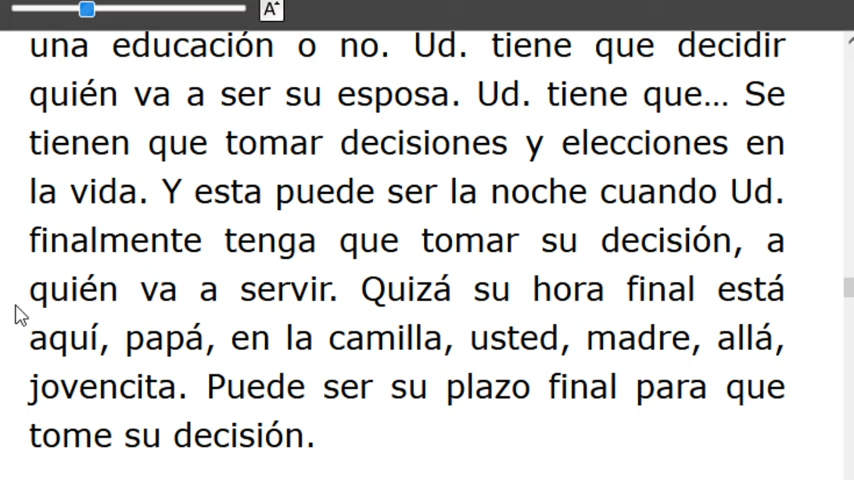 A
una educación o no. Ud. tiene que decidir
quién va a ser su esposa. Ud. tiene que... Se
tienen que tomar decisiones y elecciones en
la vida. Y esta puede ser la noche cuando Ud.
finalmente tenga que tomar su decisión, a
quién va a servir. Quizá su hora final está
aquí, papá, en la camilla, usted, madre, allá,
jovencita. Puede ser su plazo final para que
tome su decisión.